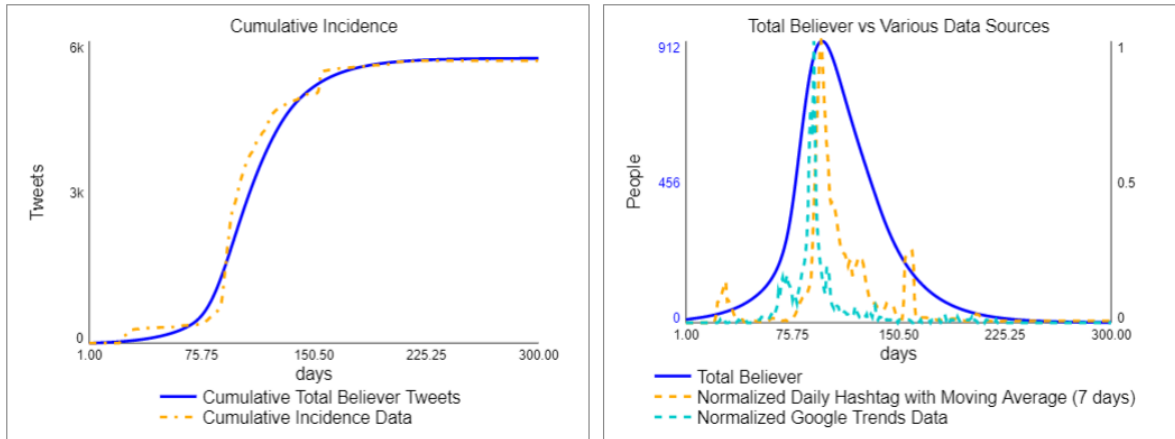 Cumulative Incidence
6k
3k
0
Tweets
1.00 75.75 150.50 225.25 300.00
days
Cumulative Total Believer Tweets
Cumulative Incidence Data
Total Believer vs Various Data Sources
912
456
0
People
1
0.5
0
1.00 75.75 150.50 225.25 300.00
days
Total Believer
Normalized Daily Hashtag with Moving Average (7 days)
Normalized Google Trends Data